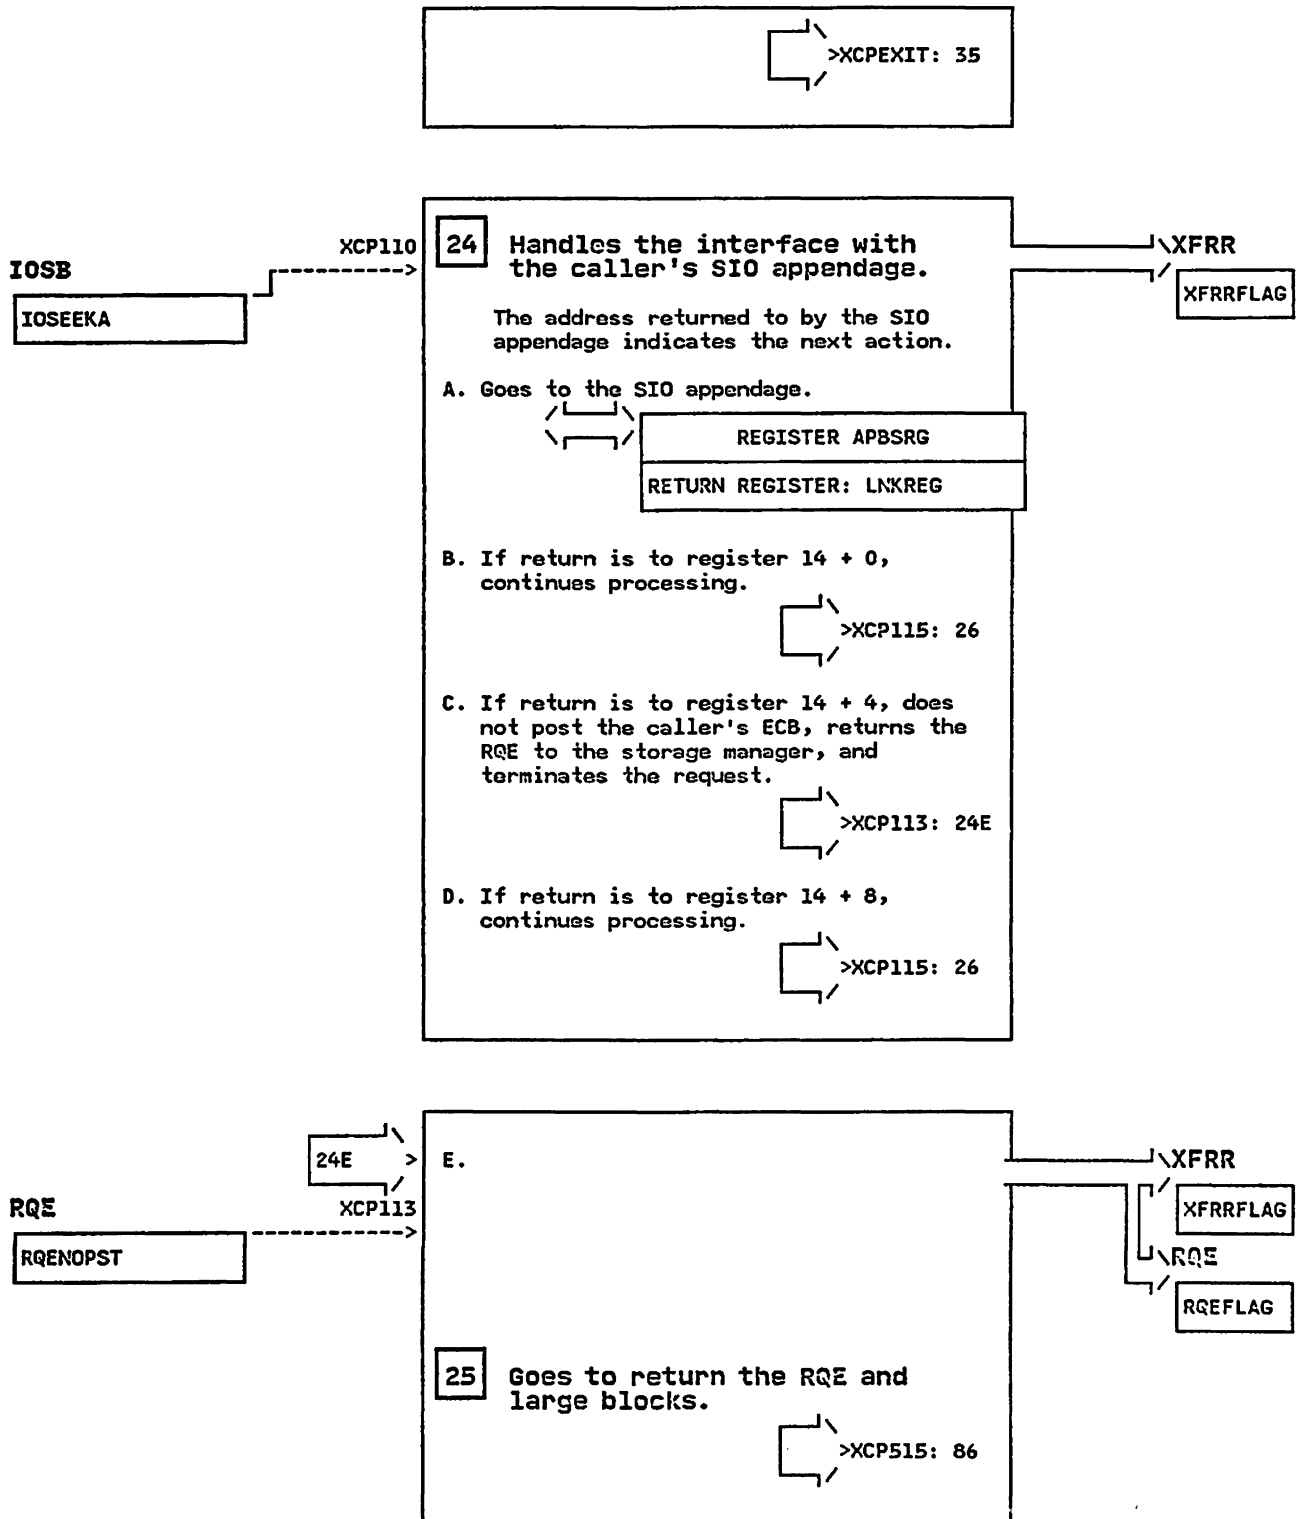 >XCPEXIT: 35
XCP110
24 Handles the interface with
the caller's SIO appendage.
XFRR
IOSB
XFRRFLAG
IOSEEKA
The address returned to by the SIO
appendage indicates the next action.
A. Goes to the SIO appendage.
REGISTER APBSRG
RETURN REGISTER: LNKREG
B. If return is to register 14 + 0,
continues processing.
>XCP115: 26
C. If return is to register 14 + 4, does
not post the caller's ECB, returns the
RQE to the storage manager, and
terminates the request.
>XCP113: 24E
D. If return is to register 14 + 8,
continues processing.
>XCP115: 26
24E
E.
XFRR
RQE
XCP113
XFRRFLAG
RQENOPST
RQE
RQEFLAG
25 Goes to return the RQE and
large blocks.
>XCP515: 86